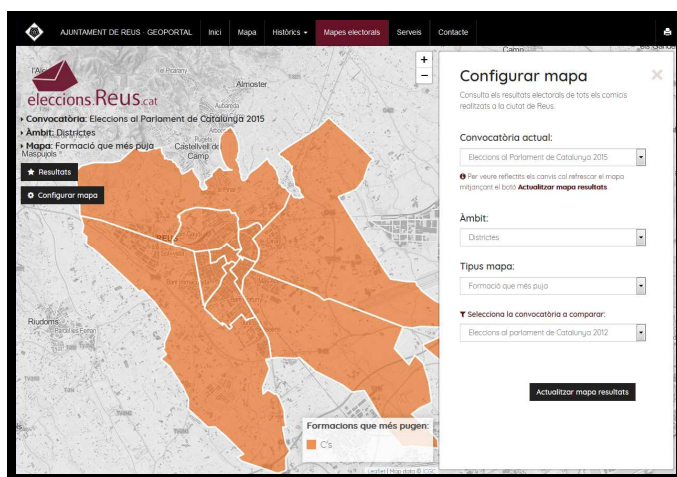 AJUNTAMENT DE REUS · GEOPORTAL Inici Mapa Històrics Mapes electorals Serveis Contacte
eleccions.Reus.cat
Convocatòria: Eleccions al Parlament de Catalunya 2015
Àmbit: Districtes
Mapa: Formació que més puja
Resultats
Configurar mapa
el Picarany
Almoster
Castellvell del
Camp
Maspujols
REUS
Riudoms
+
−
Formacions que més pugen:
C's
Leaflet | Map data © ICGC
Camp
Configurar mapa
×
Consulta els resultats electorals de tots els comicis
realitzats a la ciutat de Reus.
Convocatòria actual:
Eleccions al Parlament de Catalunya 2015
Per veure reflectits els canvis cal refrescar el mapa
mitjançant el botó Actualitzar mapa resultats
Àmbit:
Districtes
Tipus mapa:
Formació que més puja
Selecciona la convocatòria a comparar:
Eleccions al parlament de Catalunya 2012
Actualitzar mapa resultats